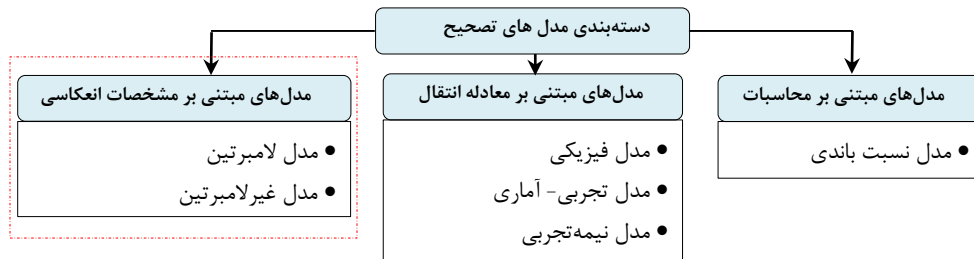 دسته‌بندی مدل های تصحیح
مدل‌های مبتنی بر محاسبات
• مدل نسبت باندی
مدل‌های مبتنی بر معادله انتقال
• مدل فیزیکی
• مدل تجربی- آماری
• مدل نیمه‌تجربی
مدل‌های مبتنی بر مشخصات انعکاسی
• مدل لامبرتین
• مدل غیرلامبرتین